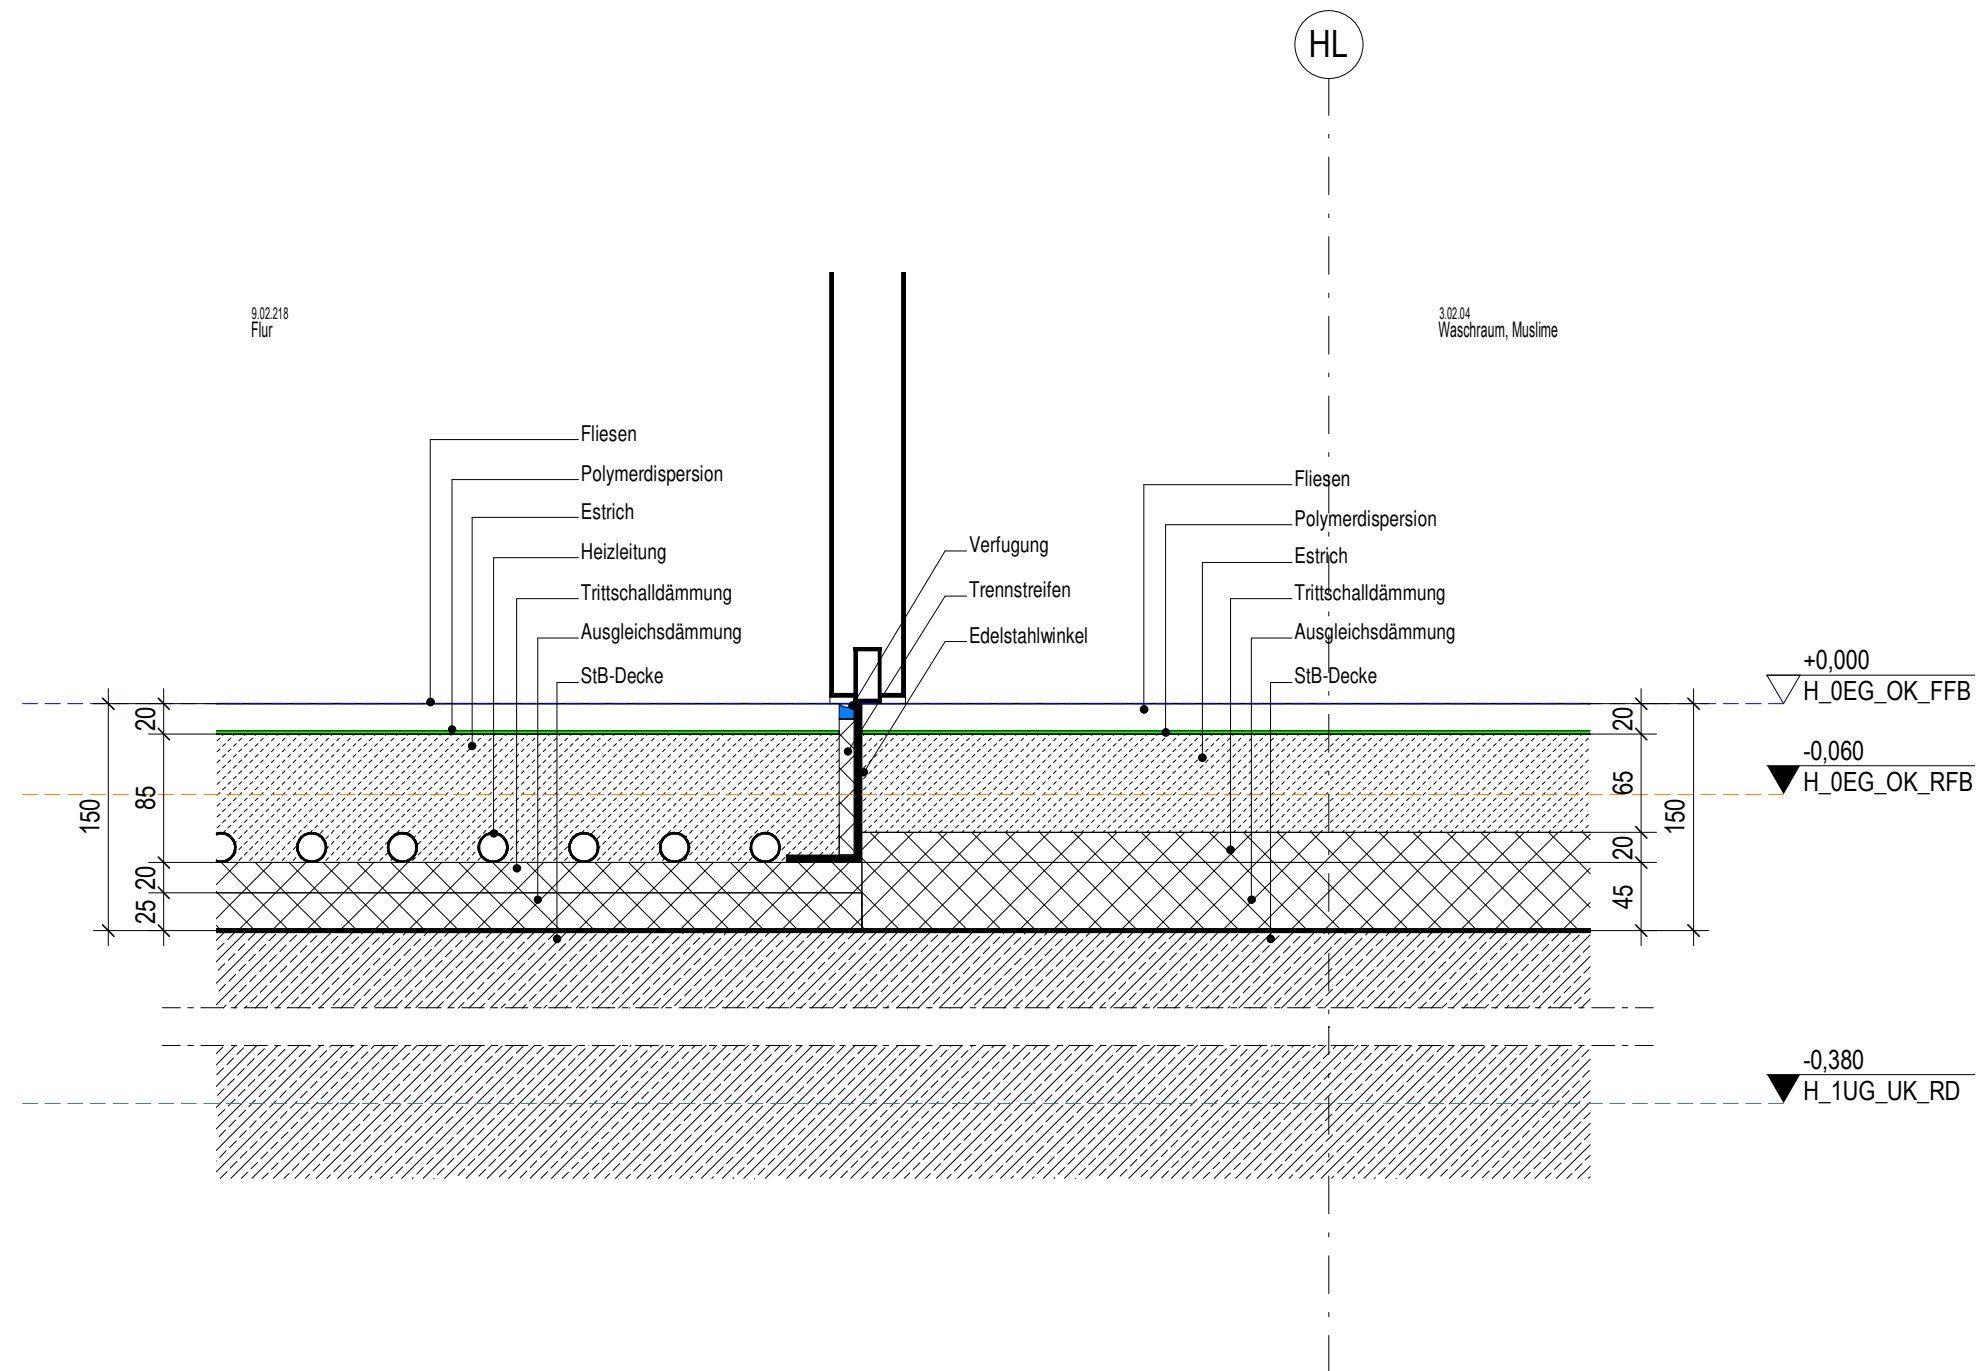 HL
9.02.218
Flur
3.02.04
Waschraum, Muslime
Fliesen
Polymerdispersion
Estrich
Heizleitung
Trittschalldämmung
Ausgleichsdämmung
StB-Decke
Verfugung
Trennstreifen
Edelstahlwinkel
Fliesen
Polymerdispersion
Estrich
Trittschalldämmung
Ausgleichsdämmung
StB-Decke
150
20
85
20
25
20
65
20
45
150
+0,000
H_0EG_OK_FFB
-0,060
H_0EG_OK_RFB
-0,380
H_1UG_UK_RD